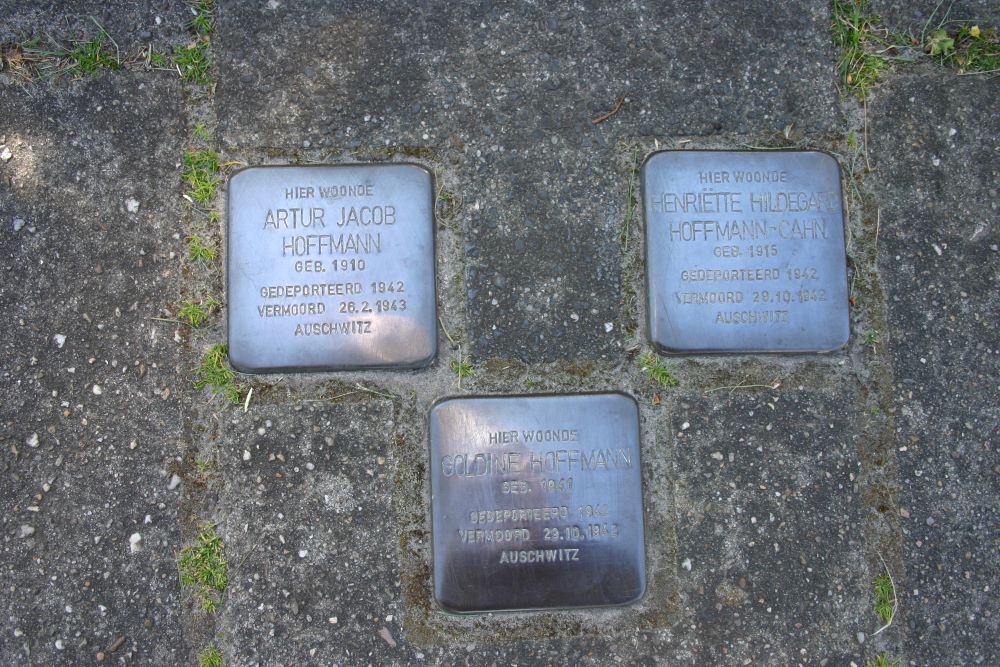 HIER WOONDE
ARTUR JACOB
HOFFMANN
GEB. 1910
GEDEPORTEERD 1942
VERMOORD 26.2.1943
AUSCHWITZ
HIER WOONDE
HENRIËTTE HILDEGARD
HOFFMANN-CAHN
GEB. 1915
GEDEPORTEERD 1942
VERMOORD 29.10.1942
AUSCHWITZ
HIER WOONDE
GOLDINE HOFFMANN
GEB. 1941
GEDEPORTEERD 1942
VERMOORD 29.10.1942
AUSCHWITZ